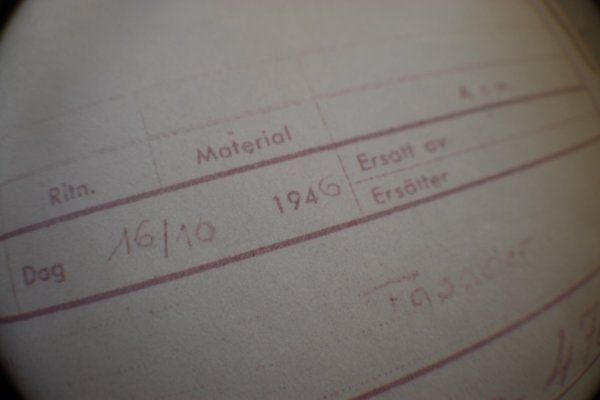 Ritn. Material
Dag 16/10 1946 Ersatt av
Ersätter